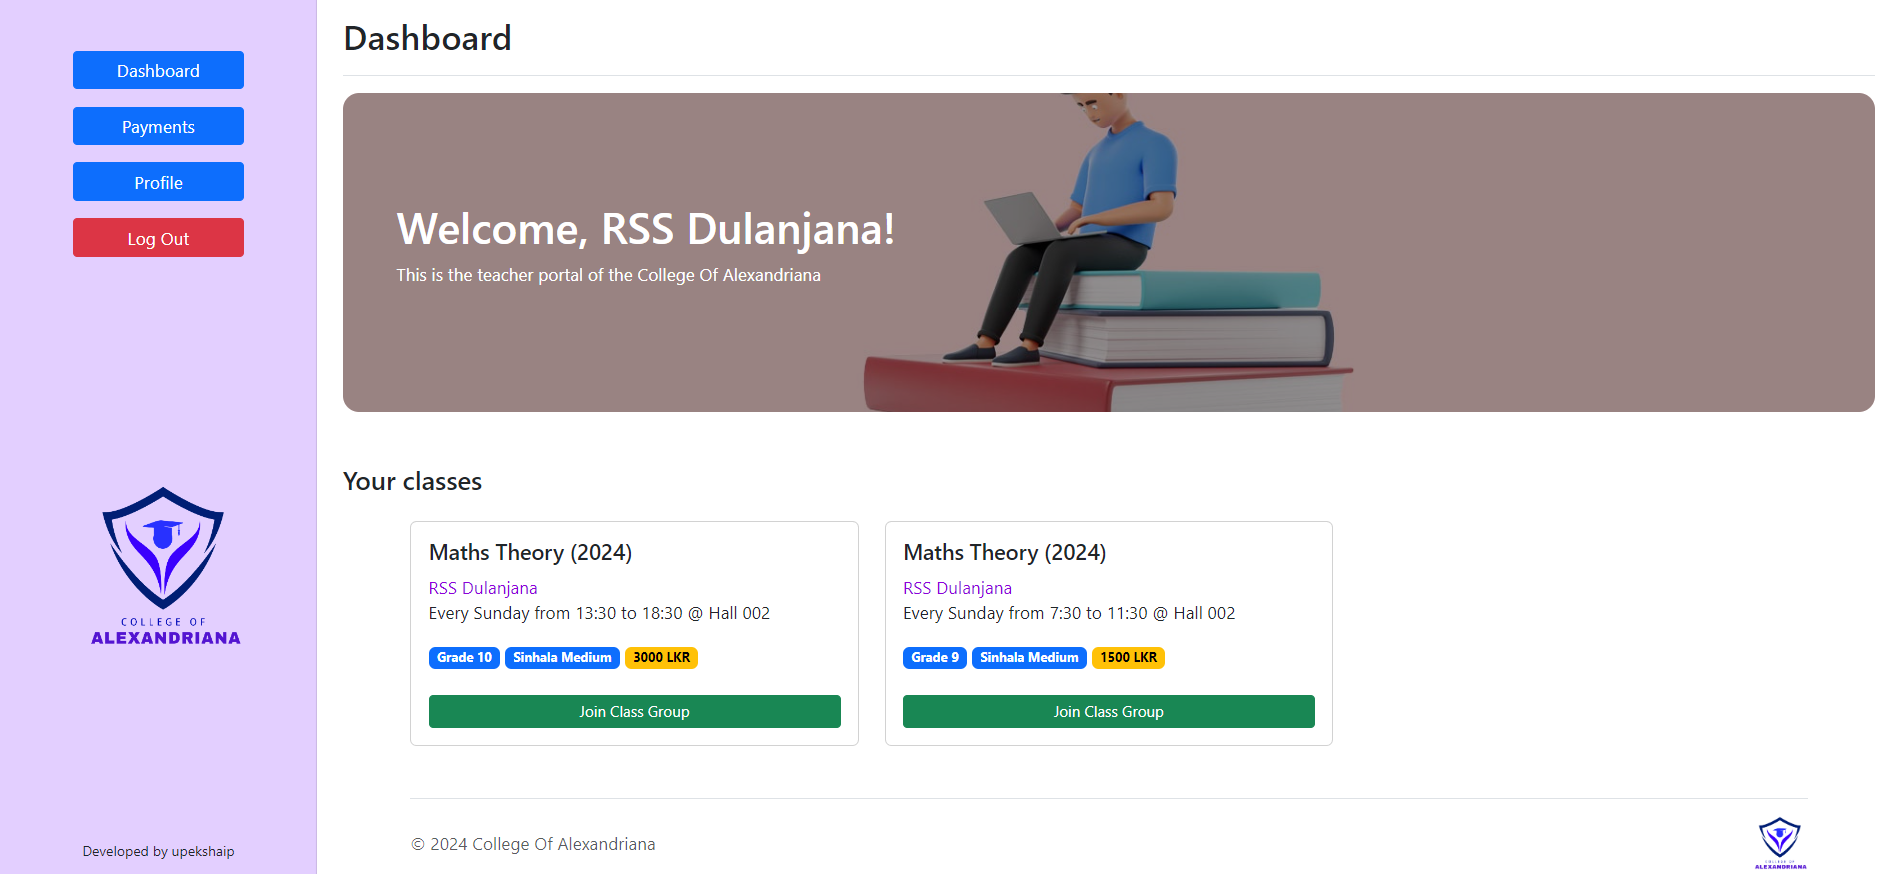 Dashboard
Payments
Profile
Log Out
COLLEGE OF
ALEXANDRIANA
Developed by upekshaip
Dashboard
Welcome, RSS Dulanjana!
This is the teacher portal of the College Of Alexandriana
Your classes
Maths Theory (2024)
RSS Dulanjana
Every Sunday from 13:30 to 18:30 @ Hall 002
Grade 10 Sinhala Medium 3000 LKR
Join Class Group
Maths Theory (2024)
RSS Dulanjana
Every Sunday from 7:30 to 11:30 @ Hall 002
Grade 9 Sinhala Medium 1500 LKR
Join Class Group
© 2024 College Of Alexandriana
COLLEGE OF
ALEXANDRIANA